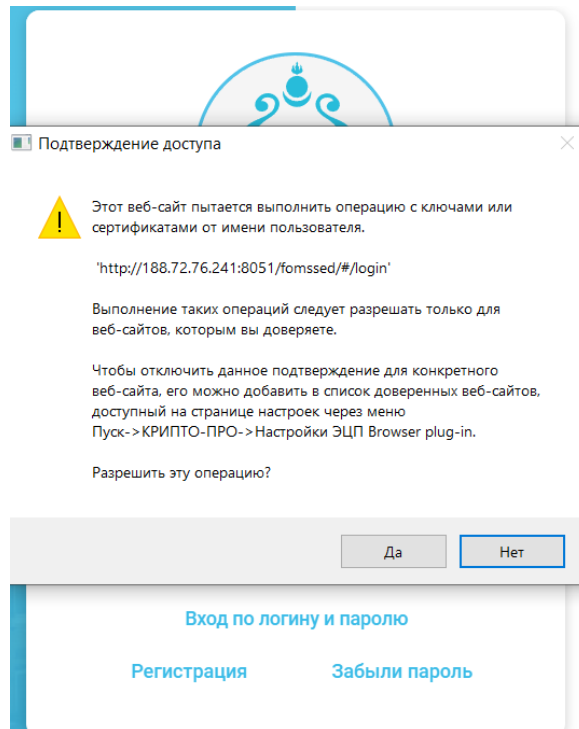 Подтверждение доступа
Этот веб-сайт пытается выполнить операцию с ключами или
сертификатами от имени пользователя.
'http://188.72.76.241:8051/fomssed/#/login'
Выполнение таких операций следует разрешать только для
веб-сайтов, которым вы доверяете.
Чтобы отключить данное подтверждение для конкретного
веб-сайта, его можно добавить в список доверенных веб-сайтов,
доступный на странице настроек через меню
Пуск->КРИПТО-ПРО->Настройки ЭЦП Browser plug-in.
Разрешить эту операцию?
Да Нет
Вход по логину и паролю
Регистрация Забыли пароль